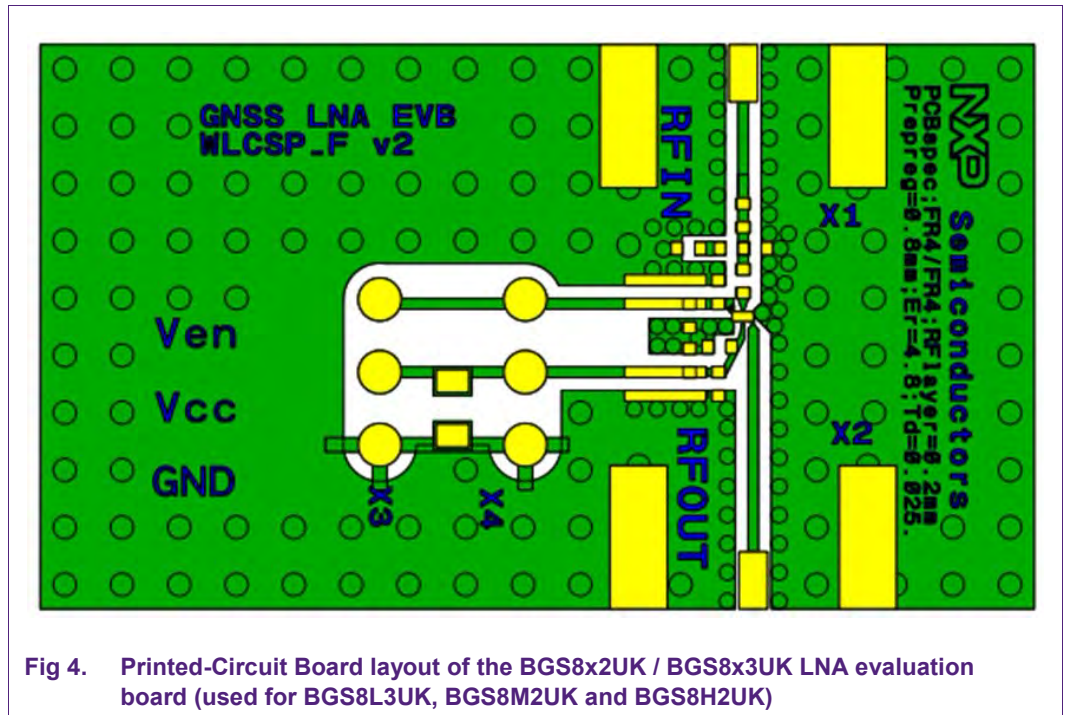 GNSS LNA EVB
WLCSP_F v2
RFIN
X1
NXP Semiconductors
PCBspec:FR4/FR4;RFlayer=0.2mm
Prepreg=0.8mm;Er=4.8;Td=0.025.
Ven
Vcc
GND
X3
X4
RFOUT
X2
Fig 4. Printed-Circuit Board layout of the BGS8x2UK / BGS8x3UK LNA evaluation
board (used for BGS8L3UK, BGS8M2UK and BGS8H2UK)